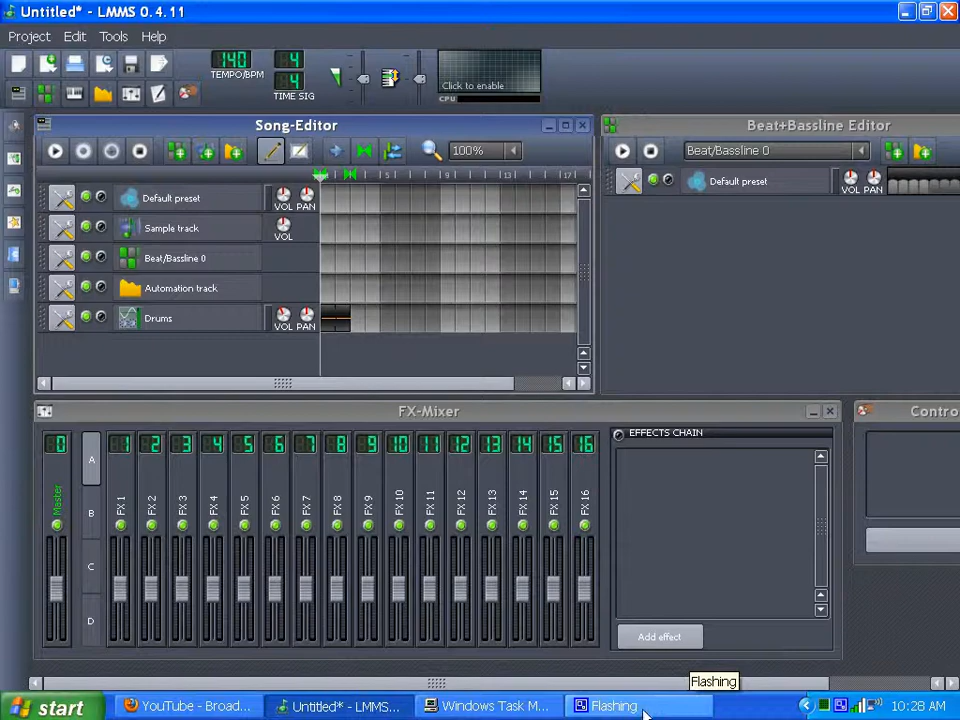 Untitled* - LMMS 0.4.11
Project Edit Tools Help
140
TEMPO/BPM
4
4
TIME SIG
Click to enable
CPU
Song-Editor
100%
5 9 13 17
Default preset VOL PAN
Sample track VOL
Beat/Bassline 0
Automation track
Drums VOL PAN
Beat+Bassline Editor
Beat/Bassline 0
Default preset VOL PAN
FX-Mixer
0 1 2 3 4 5 6 7 8 9 10 11 12 13 14 15 16
Master FX 1 FX 2 FX 3 FX 4 FX 5 FX 6 FX 7 FX 8 FX 9 FX 10 FX 11 FX 12 FX 13 FX 14 FX 15 FX 16
A
B
C
D
EFFECTS CHAIN
Add effect
Contro
Flashing
start
YouTube - Broad...
Untitled* - LMMS...
Windows Task M...
Flashing
10:28 AM